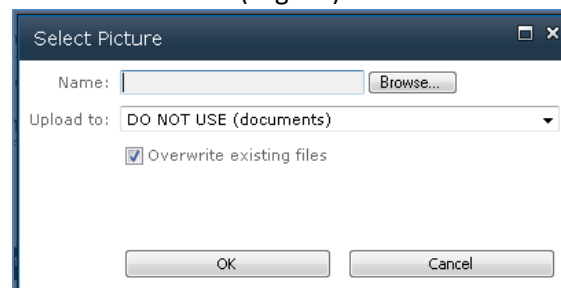 Select Picture
Name: Browse...
Upload to: DO NOT USE (documents)
Overwrite existing files
OK Cancel